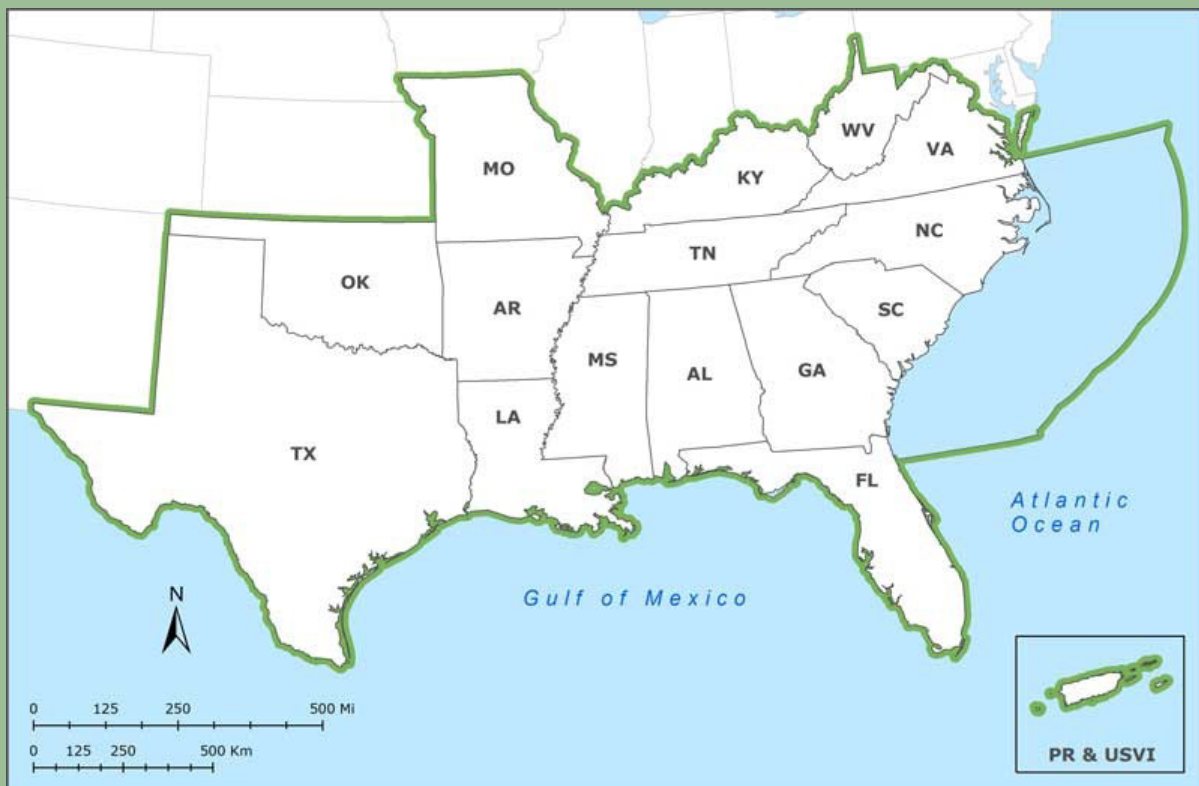 WV
VA
MO
KY
NC
TN
OK
AR
SC
MS
AL
GA
LA
TX
FL
Atlantic
Ocean
Gulf of Mexico
N
0 125 250 500 Mi
0 125 250 500 Km
PR & USVI